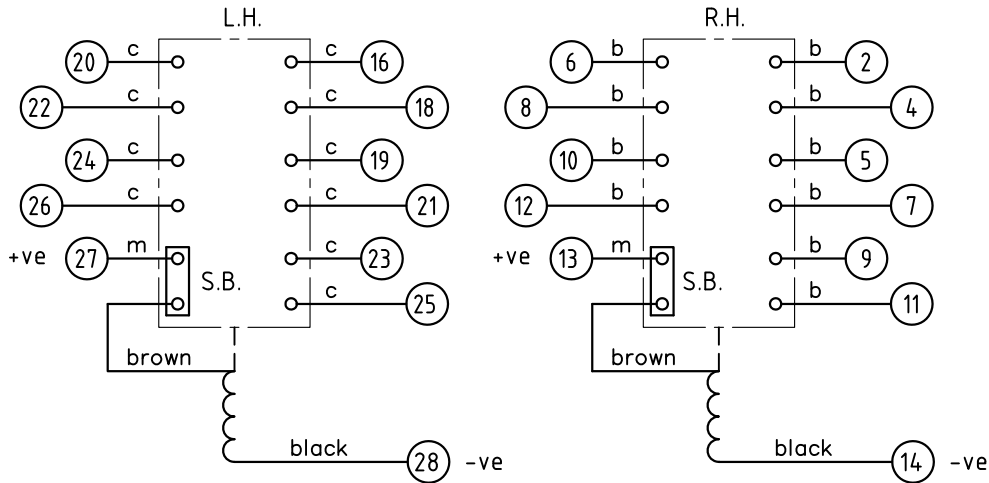 L.H. R.H.
20 c c 16 6 b b 2
22 c c 18 8 b b 4
24 c c 19 10 b b 5
26 c c 21 12 b b 7
+ve 27 m c 23 +ve 13 m b 9
S.B. S.B.
c 25 b 11
brown brown
black 28 -ve black 14 -ve